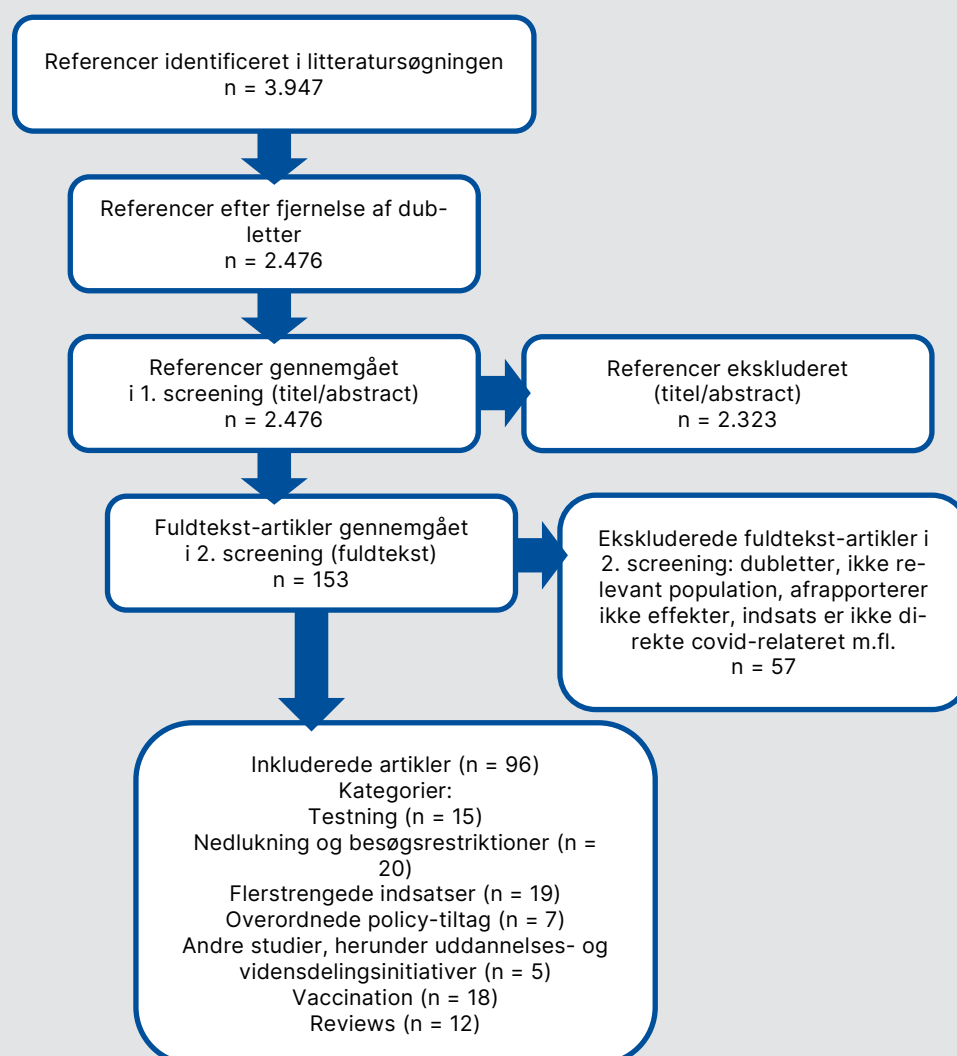 Referencer identificeret i litteratursøgningen
n = 3.947
Referencer efter fjernelse af dub-
letter
n = 2.476
Referencer gennemgået
i 1. screening (titel/abstract)
n = 2.476
Referencer ekskluderet
(titel/abstract)
n = 2.323
Fuldtekst-artikler gennemgået
i 2. screening (fuldtekst)
n = 153
Ekskluderede fuldtekst-artikler i
2. screening: dubletter, ikke re-
levant population, afrapporterer
ikke effekter, indsats er ikke di-
rekte covid-relateret m.fl.
n = 57
Inkluderede artikler (n = 96)
Kategorier:
Testning (n = 15)
Nedlukning og besøgsrestriktioner (n =
20)
Flerstrengede indsatser (n = 19)
Overordnede policy-tiltag (n = 7)
Andre studier, herunder uddannelses- og
vidensdelingsinitiativer (n = 5)
Vaccination (n = 18)
Reviews (n = 12)